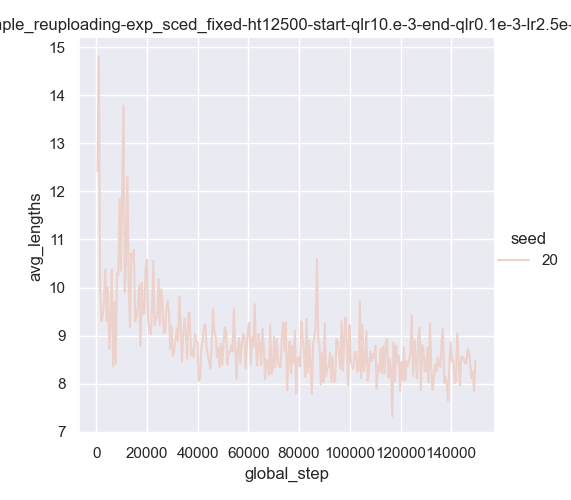 ple_reuploading-exp_sced_fixed-ht12500-start-qlr10.e-3-end-qlr0.1e-3-lr2.5e-
15
14
13
12
11
10
9
8
7
avg_lengths
0 20000 40000 60000 80000 100000 120000 140000
global_step
seed
20